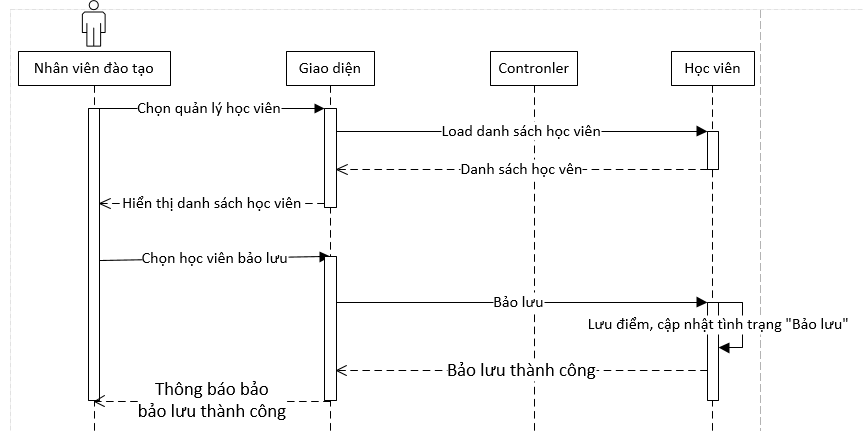 Nhân viên đào tạo
Giao diện
Contronler
Học viên
Chọn quản lý học viên
Load danh sách học viên
Danh sách học vên
Hiển thị danh sách học viên
Chọn học viên bảo lưu
Bảo lưu
Lưu điểm, cập nhật tình trạng "Bảo lưu"
Bảo lưu thành công
Thông báo bảo
bảo lưu thành công